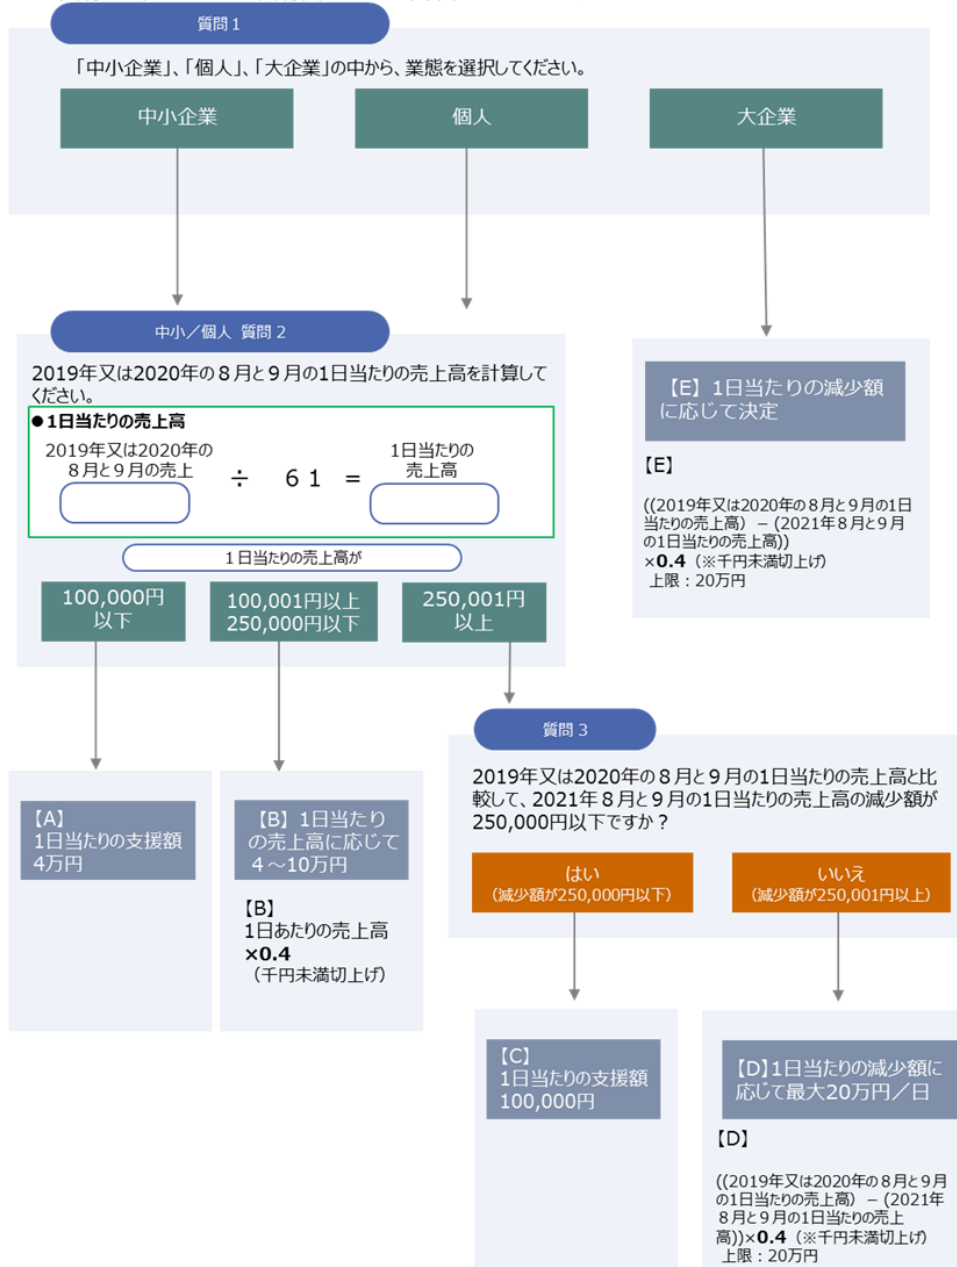 質問１
「中小企業」、「個人」、「大企業」の中から、業態を選択してください。
中小企業
個人
大企業
中小／個人 質問２
2019年又は2020年の８月と９月の1日当たりの売上高を計算して
ください。
●1日当たりの売上高
2019年又は2020年の
８月と９月の売上
÷ ６１ =
1日当たりの
売上高
１日当たりの売上高が
100,000円
以下
100,001円以上
250,000円以下
250,001円
以上
【E】1日当たりの減少額
に応じて決定
【E】
((2019年又は2020年の８月と９月の1日
当たりの売上高）－（2021年８月と９月
の1日当たりの売上高))
×0.4（※千円未満切上げ）
上限：20万円
質問３
2019年又は2020年の８月と９月の1日当たりの売上高と比
較して、2021年８月と９月の1日当たりの売上高の減少額が
250,000円以下ですか？
はい
（減少額が250,000円以下）
いいえ
（減少額が250,001円以上）
【A】
1日当たりの支援額
4万円
【B】1日当たり
の売上高に応じて
４～10万円
【B】
1日あたりの売上高
×0.4
（千円未満切上げ）
【C】
1日当たりの支援額
100,000円
【D】1日当たりの減少額に
応じて最大20万円／日
【D】
((2019年又は2020年の８月と９月
の1日当たりの売上高）－（2021年
８月と９月の1日当たりの売上
高))×0.4（※千円未満切上げ）
上限：20万円